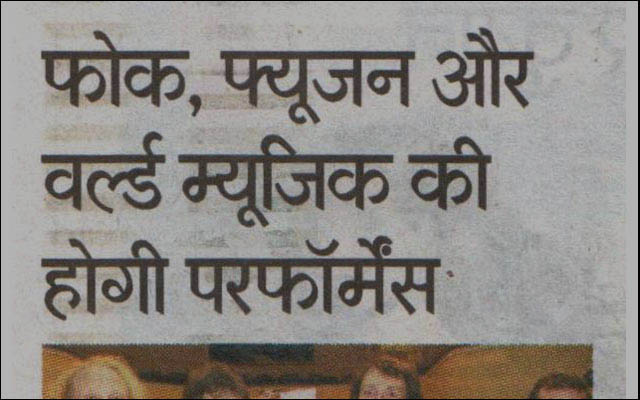 फोक, फ्यूजन और
वर्ल्ड म्यूजिक की
होगी परफॉर्मेंस